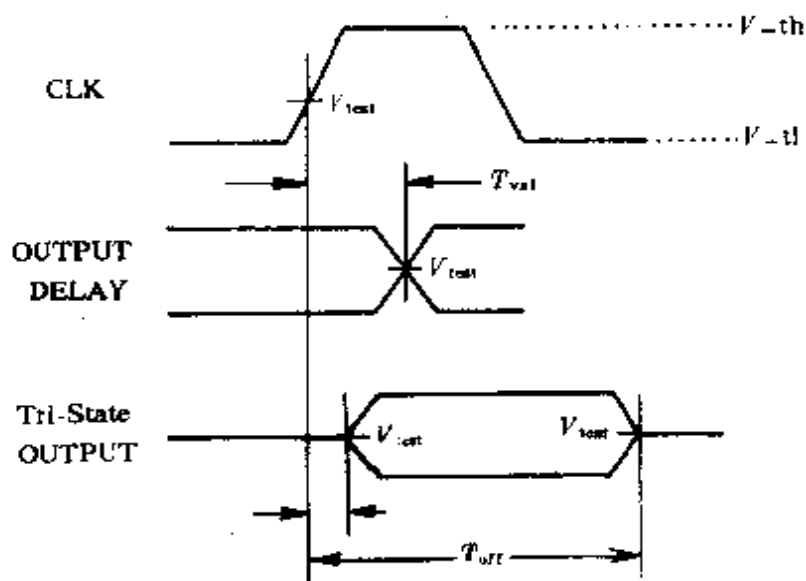 V_th
CLK
V_test
V_tl
T_val
OUTPUT
DELAY
V_test
Tri-State
OUTPUT
V_test
V_test
T_off